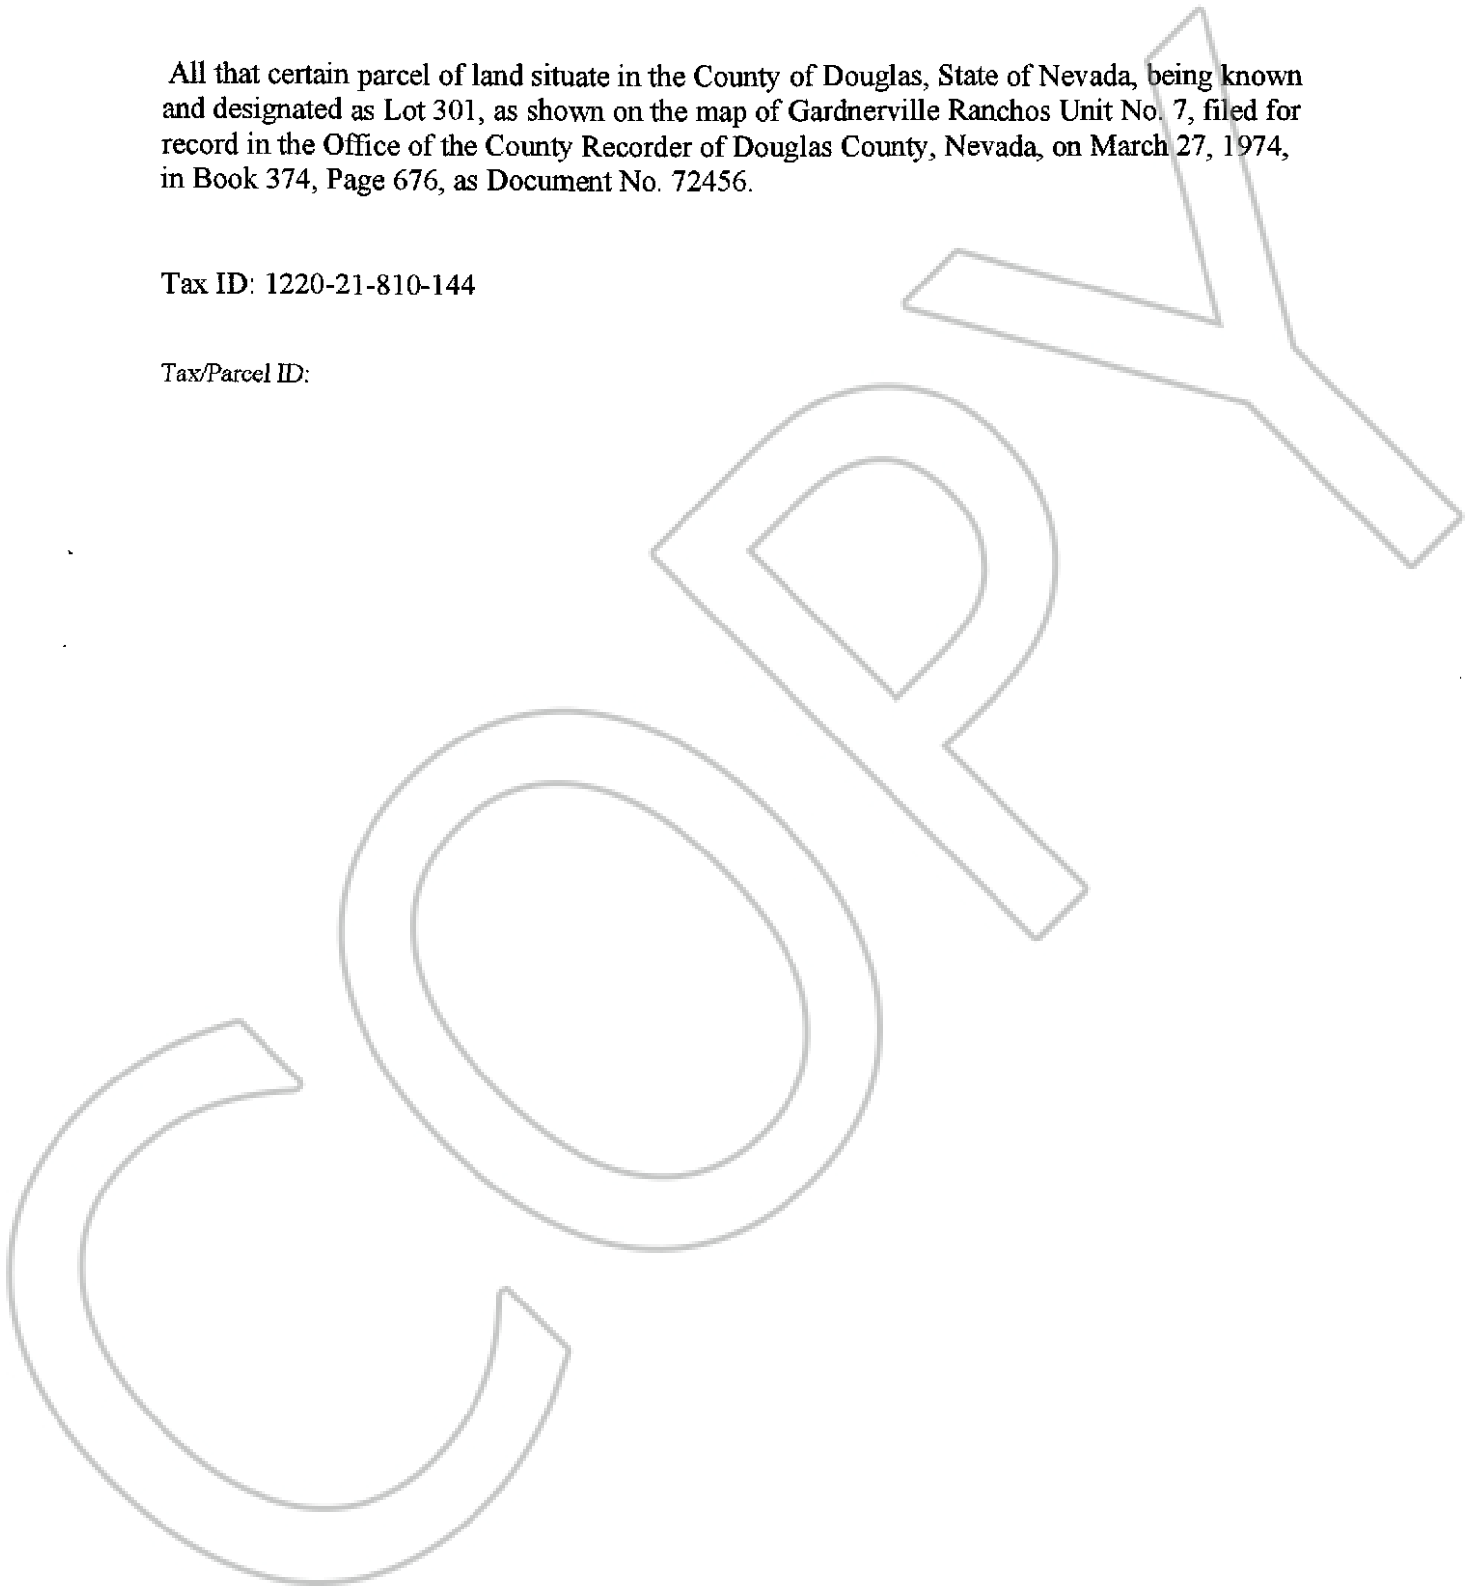 All that certain parcel of land situate in the County of Douglas, State of Nevada, being known
and designated as Lot 301, as shown on the map of Gardnerville Ranchos Unit No. 7, filed for
record in the Office of the County Recorder of Douglas County, Nevada, on March 27, 1974,
in Book 374, Page 676, as Document No. 72456.
Tax ID: 1220-21-810-144
Tax/Parcel ID:
COPY